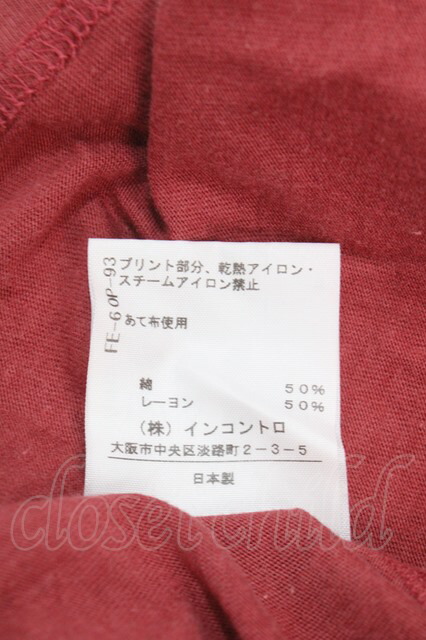 プリント部分、乾熱アイロン・
スチームアイロン禁止
あて布使用
FE-60P-93
綿 50%
レーヨン 50%
(株)インコントロ
大阪市中央区淡路町2-3-5
日本製
closet child